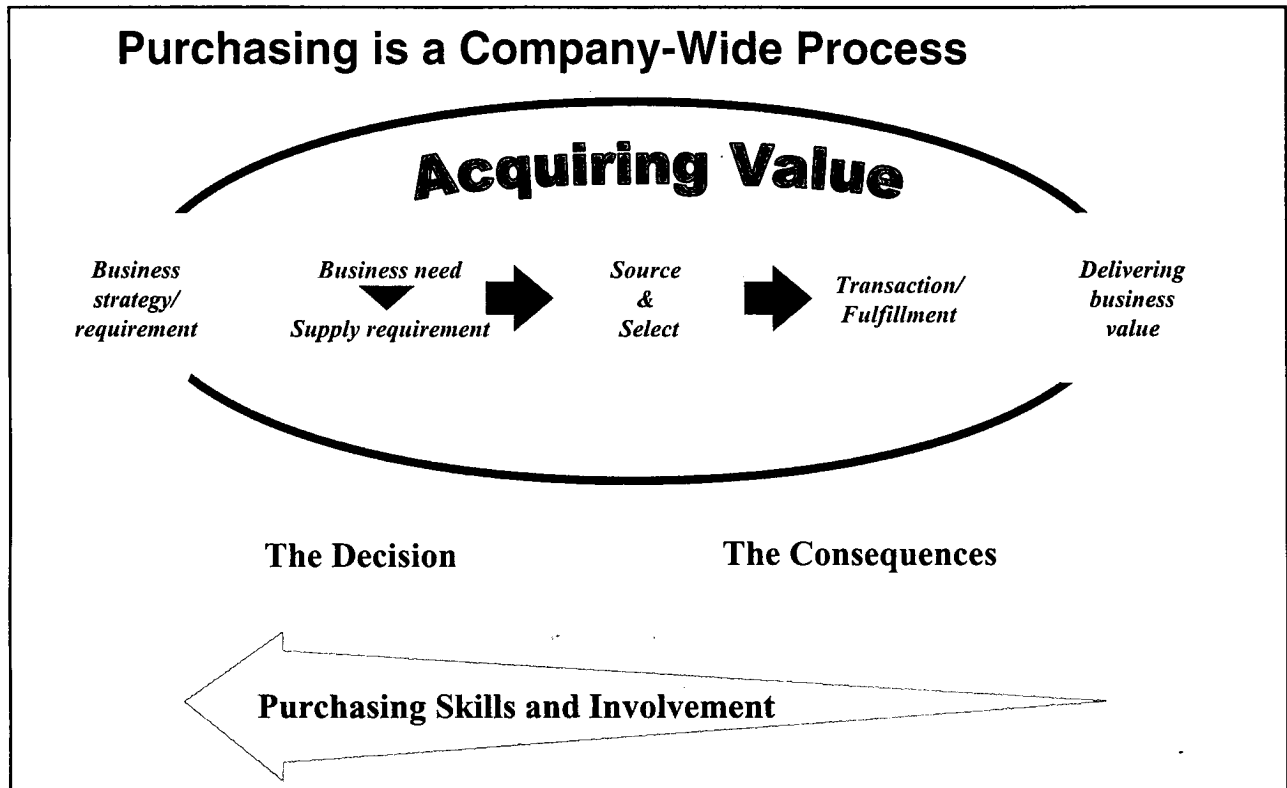 Purchasing is a Company-Wide Process
Acquiring Value
Business
strategy/
requirement
Business need
Supply requirement
Source
&
Select
Transaction/
Fulfillment
Delivering
business
value
The Decision
The Consequences
Purchasing Skills and Involvement